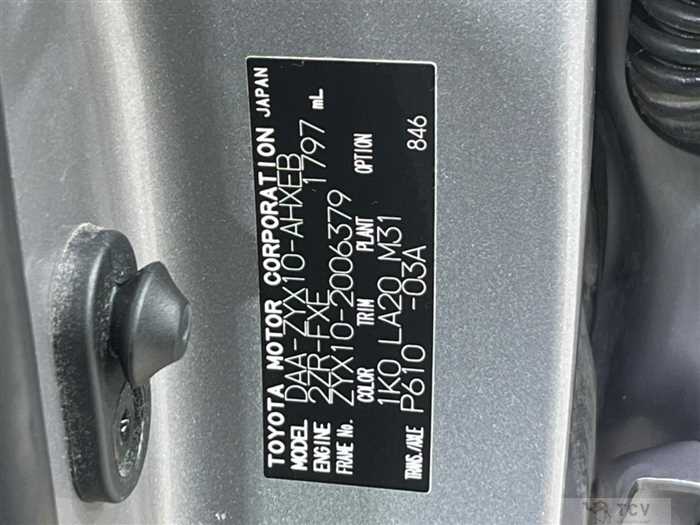 TOYOTA MOTOR CORPORATION JAPAN
MODEL DAA-ZYX10-AHXEB
ENGINE 2ZR-FXE 1797 mL
FRAME No. ZYX10-2006379
COLOR TRIM PLANT OPTION
1K0 LA20 M31
TRANS./AXLE P610 -03A 846
TCV